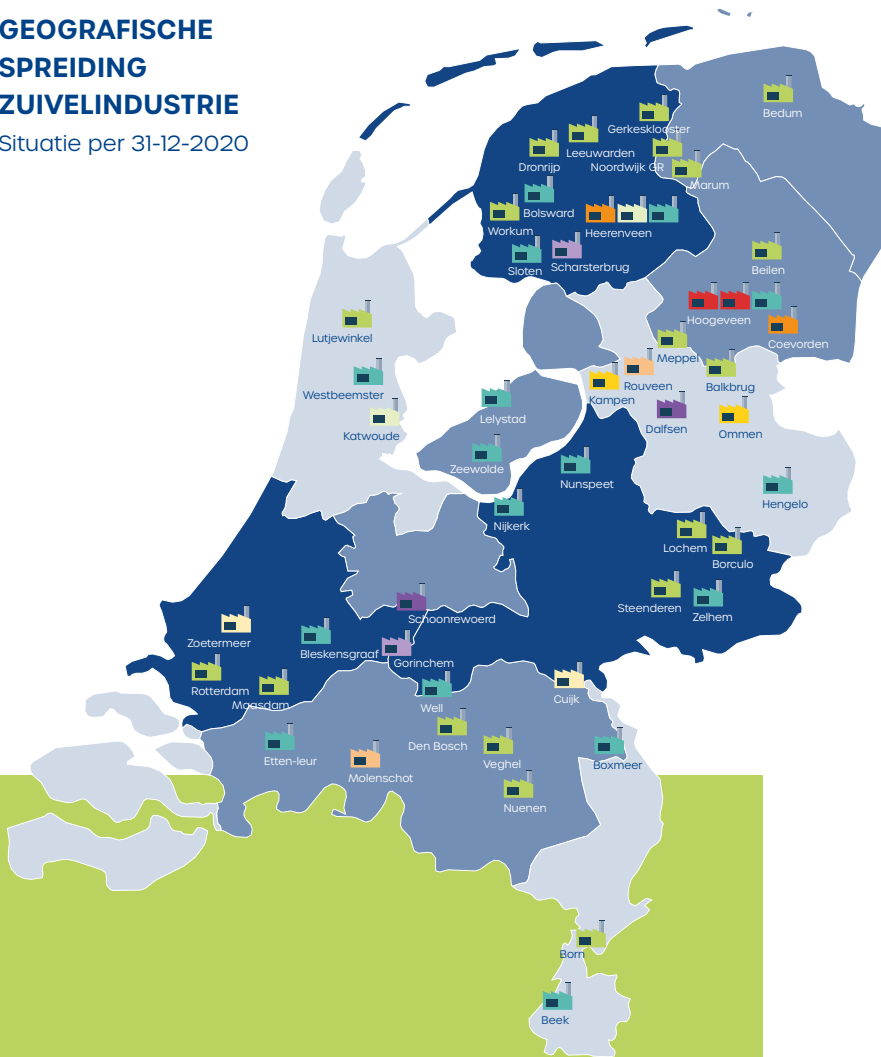 GEOGRAFISCHE
SPREIDING
ZUIVELINDUSTRIE
Situatie per 31-12-2020
Bedum
Gerkesklooster
Leeuwarden
Dronrijp
Noordwijk GR
Marum
Bolsward
Workum
Heerenveen
Sloten
Scharsterbrug
Beilen
Hoogeveen
Coevorden
Lutjewinkel
Meppel
Westbeemster
Rouveen
Balkbrug
Kampen
Lelystad
Dalfsen
Ommen
Katwoude
Zeewolde
Nunspeet
Hengelo
Nijkerk
Lochem
Borculo
Steenderen
Zelhem
Schoonrewoerd
Zoetermeer
Bleskensgraaf
Gorinchem
Rotterdam
Maasdam
Well
Cuijk
Den Bosch
Etten-leur
Veghel
Boxmeer
Molenschot
Nuenen
Born
Beek